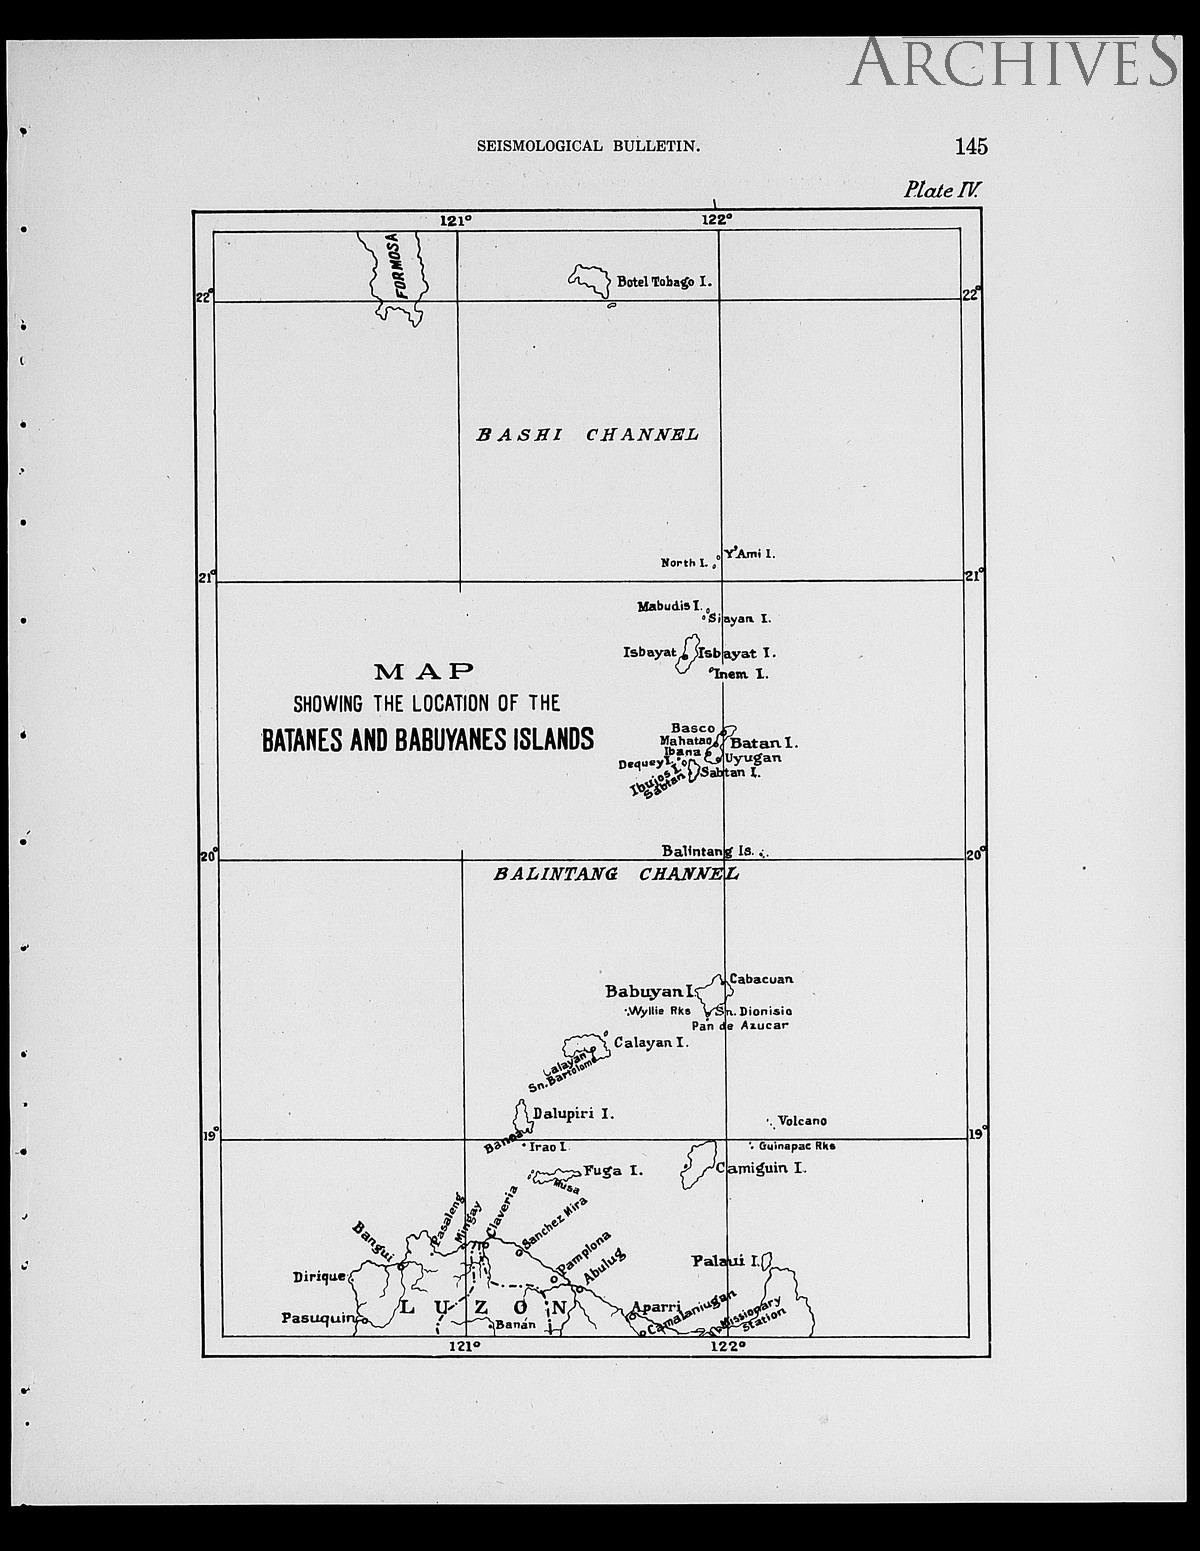 ARCHIVES
SEISMOLOGICAL BULLETIN.
145
Plate IV.
121°
122°
FORMOSA
Botel Tobago I.
22°
22°
BASHI CHANNEL
Y'Ami I.
North I.
21°
21°
Mabudis I.
Siayan I.
Isbayat
Isbayat I.
Inem I.
MAP
SHOWING THE LOCATION OF THE
BATANES AND BABUYANES ISLANDS
Basco
Mahatao
Batan I.
Ibana
Uyugan
Dequey I.
Sabtan I.
Ibujos I.
Sabtan
Balintang Is.
20°
20°
BALINTANG CHANNEL
Cabacuan
Babuyan I.
Wyllie Rks
Sn. Dionisio
Pan de Azucar
Calayan I.
Calayan
Sn. Bartolome
Dalupiri I.
Volcano
19°
19°
Irao I.
Guinapac Rks
Fuga I.
Camiguin I.
Musa
Bangui
Pasaleng
Mingay
Claveria
Sanchez Mira
Pamplona
Abulug
Palaui I.
Dirique
Pasuquin
LUZON
Banán
Aparri
Camalaniugan
Missionary
Station
121°
122°